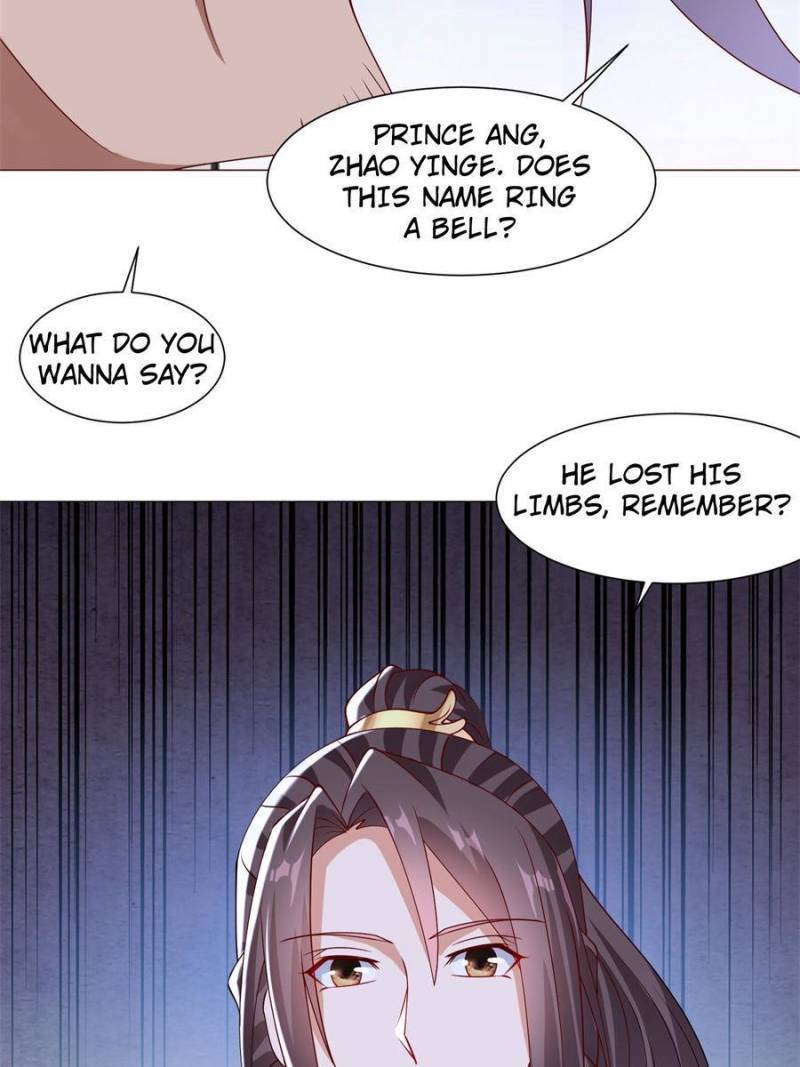 PRINCE ANG,
ZHAO YINGE. DOES
THIS NAME RING
A BELL?
WHAT DO YOU
WANNA SAY?
HE LOST HIS
LIMBS, REMEMBER?